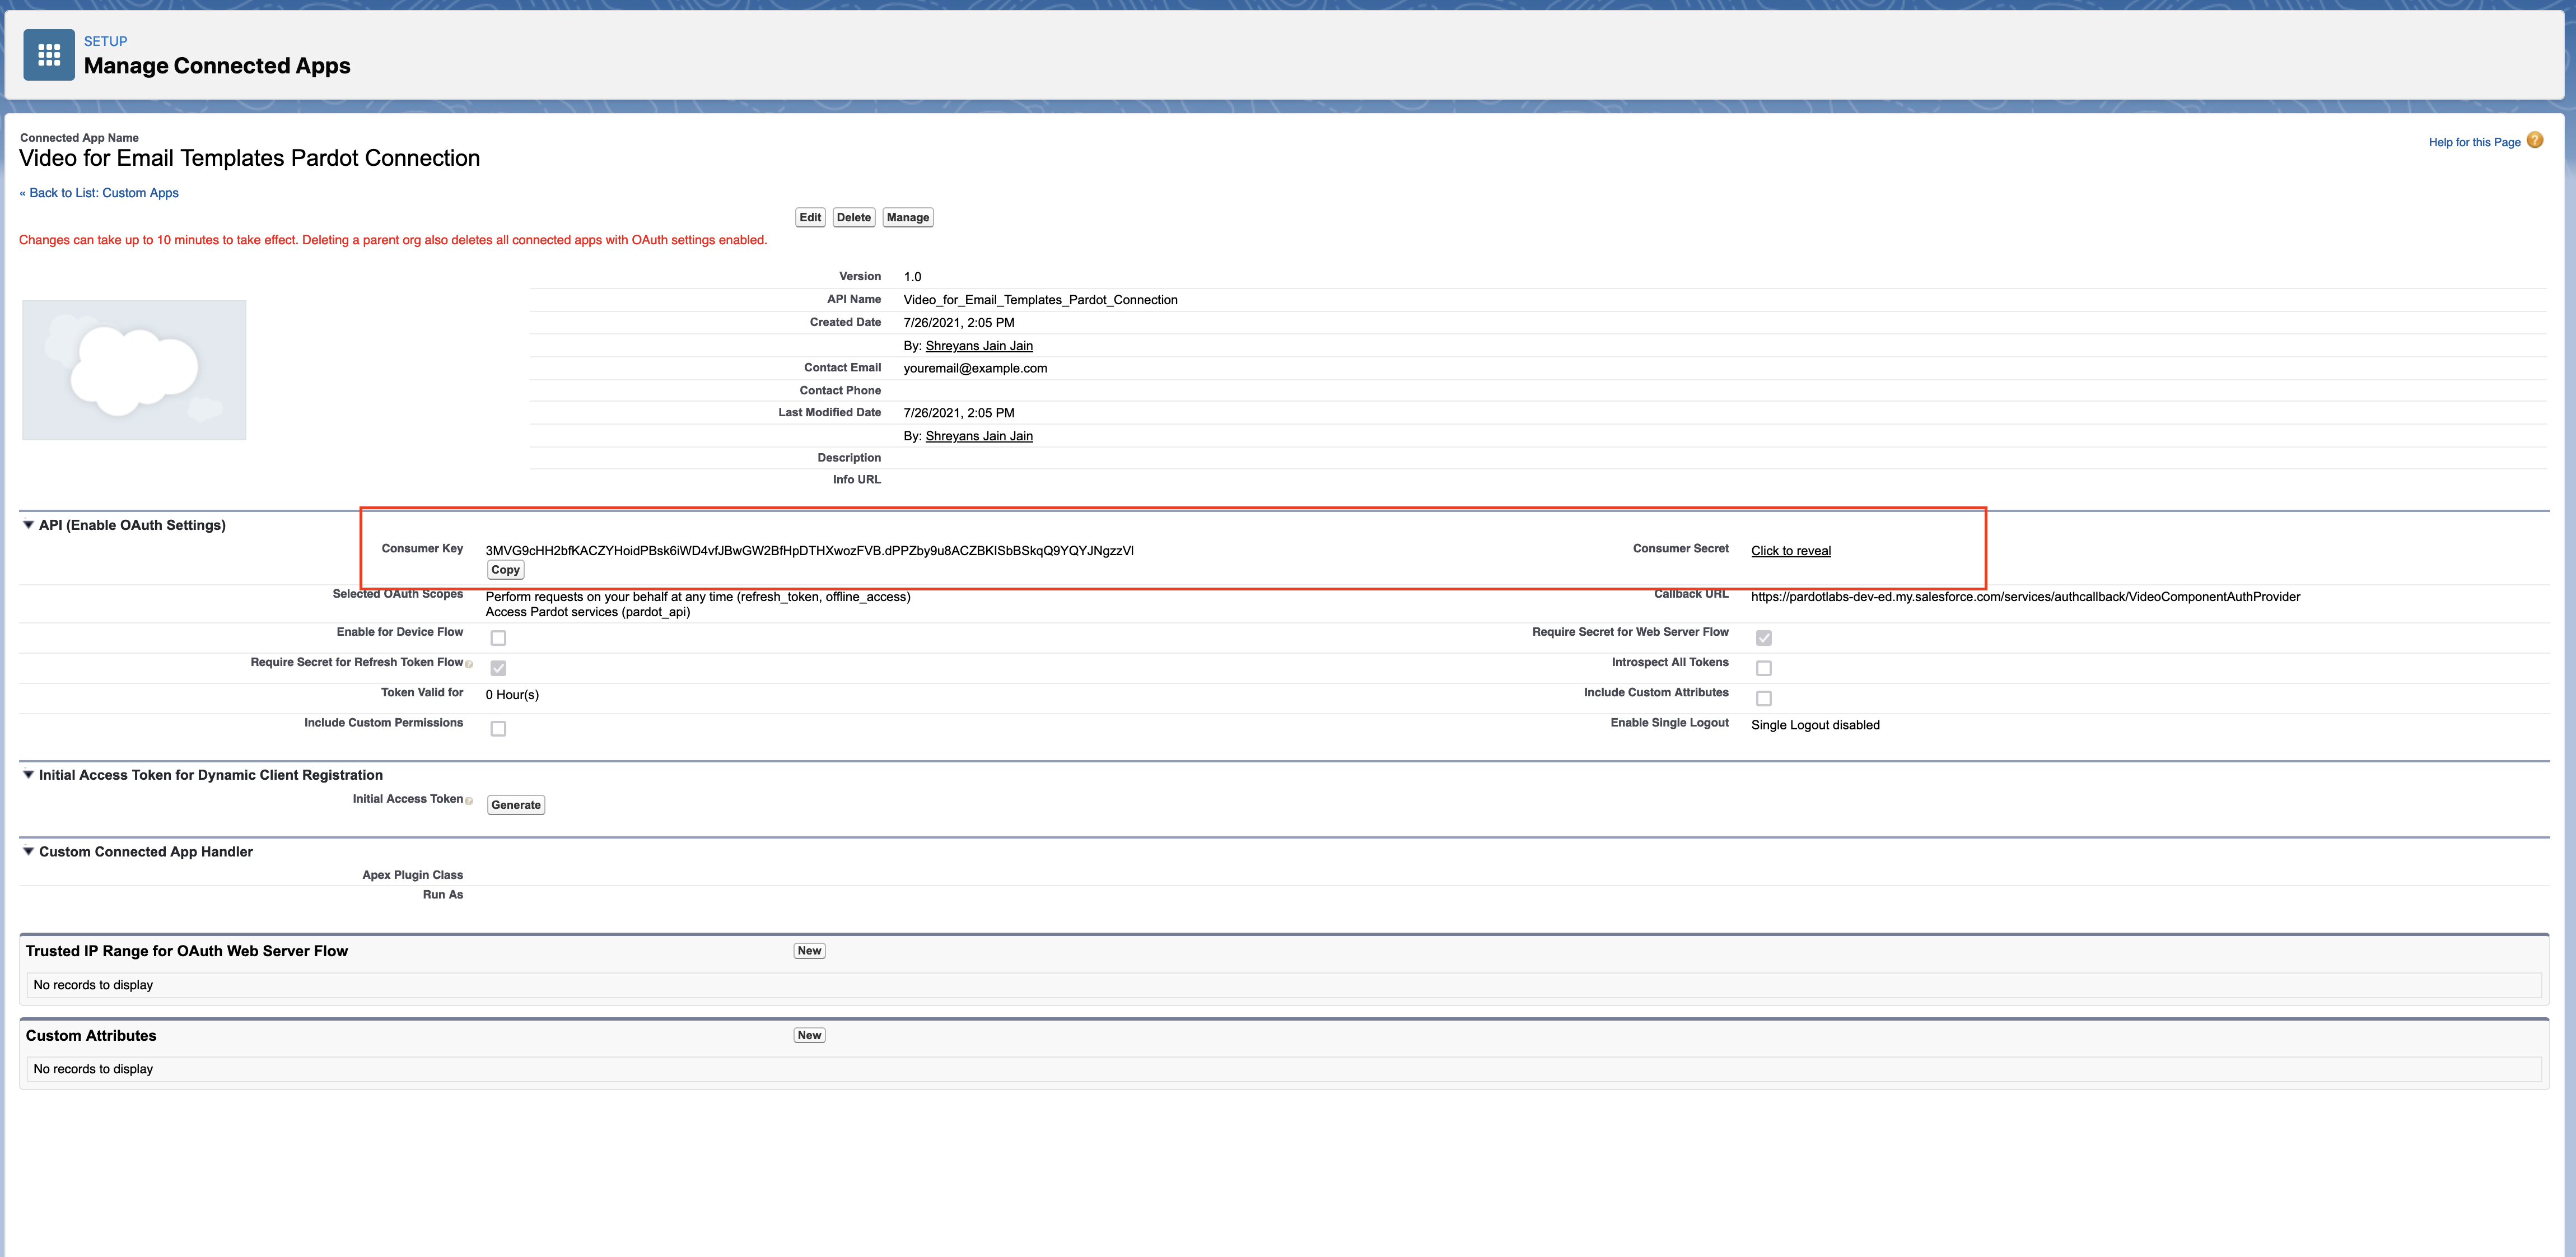 SETUP
Manage Connected Apps
Connected App Name
Video for Email Templates Pardot Connection
Help for this Page ?
« Back to List: Custom Apps
Edit Delete Manage
Changes can take up to 10 minutes to take effect. Deleting a parent org also deletes all connected apps with OAuth settings enabled.
Version 1.0
API Name Video_for_Email_Templates_Pardot_Connection
Created Date 7/26/2021, 2:05 PM
By: Shreyans Jain Jain
Contact Email youremail@example.com
Contact Phone
Last Modified Date 7/26/2021, 2:05 PM
By: Shreyans Jain Jain
Description
Info URL
API (Enable OAuth Settings)
Consumer Key 3MVG9cHH2bfKACZYHoidPBsk6iWD4vfJBwGW2BfHpDTHXwozFVB.dPPZby9u8ACZBKISbBSkqQ9YQYJNgzzVl Consumer Secret Click to reveal
Copy
Selected OAuth Scopes Perform requests on your behalf at any time (refresh_token, offline_access) Callback URL https://pardotlabs-dev-ed.my.salesforce.com/services/authcallback/VideoComponentAuthProvider
Access Pardot services (pardot_api)
Enable for Device Flow Require Secret for Web Server Flow
Require Secret for Refresh Token Flow Introspect All Tokens
Token Valid for 0 Hour(s) Include Custom Attributes
Include Custom Permissions Enable Single Logout Single Logout disabled
Initial Access Token for Dynamic Client Registration
Initial Access Token Generate
Custom Connected App Handler
Apex Plugin Class
Run As
Trusted IP Range for OAuth Web Server Flow New
No records to display
Custom Attributes New
No records to display